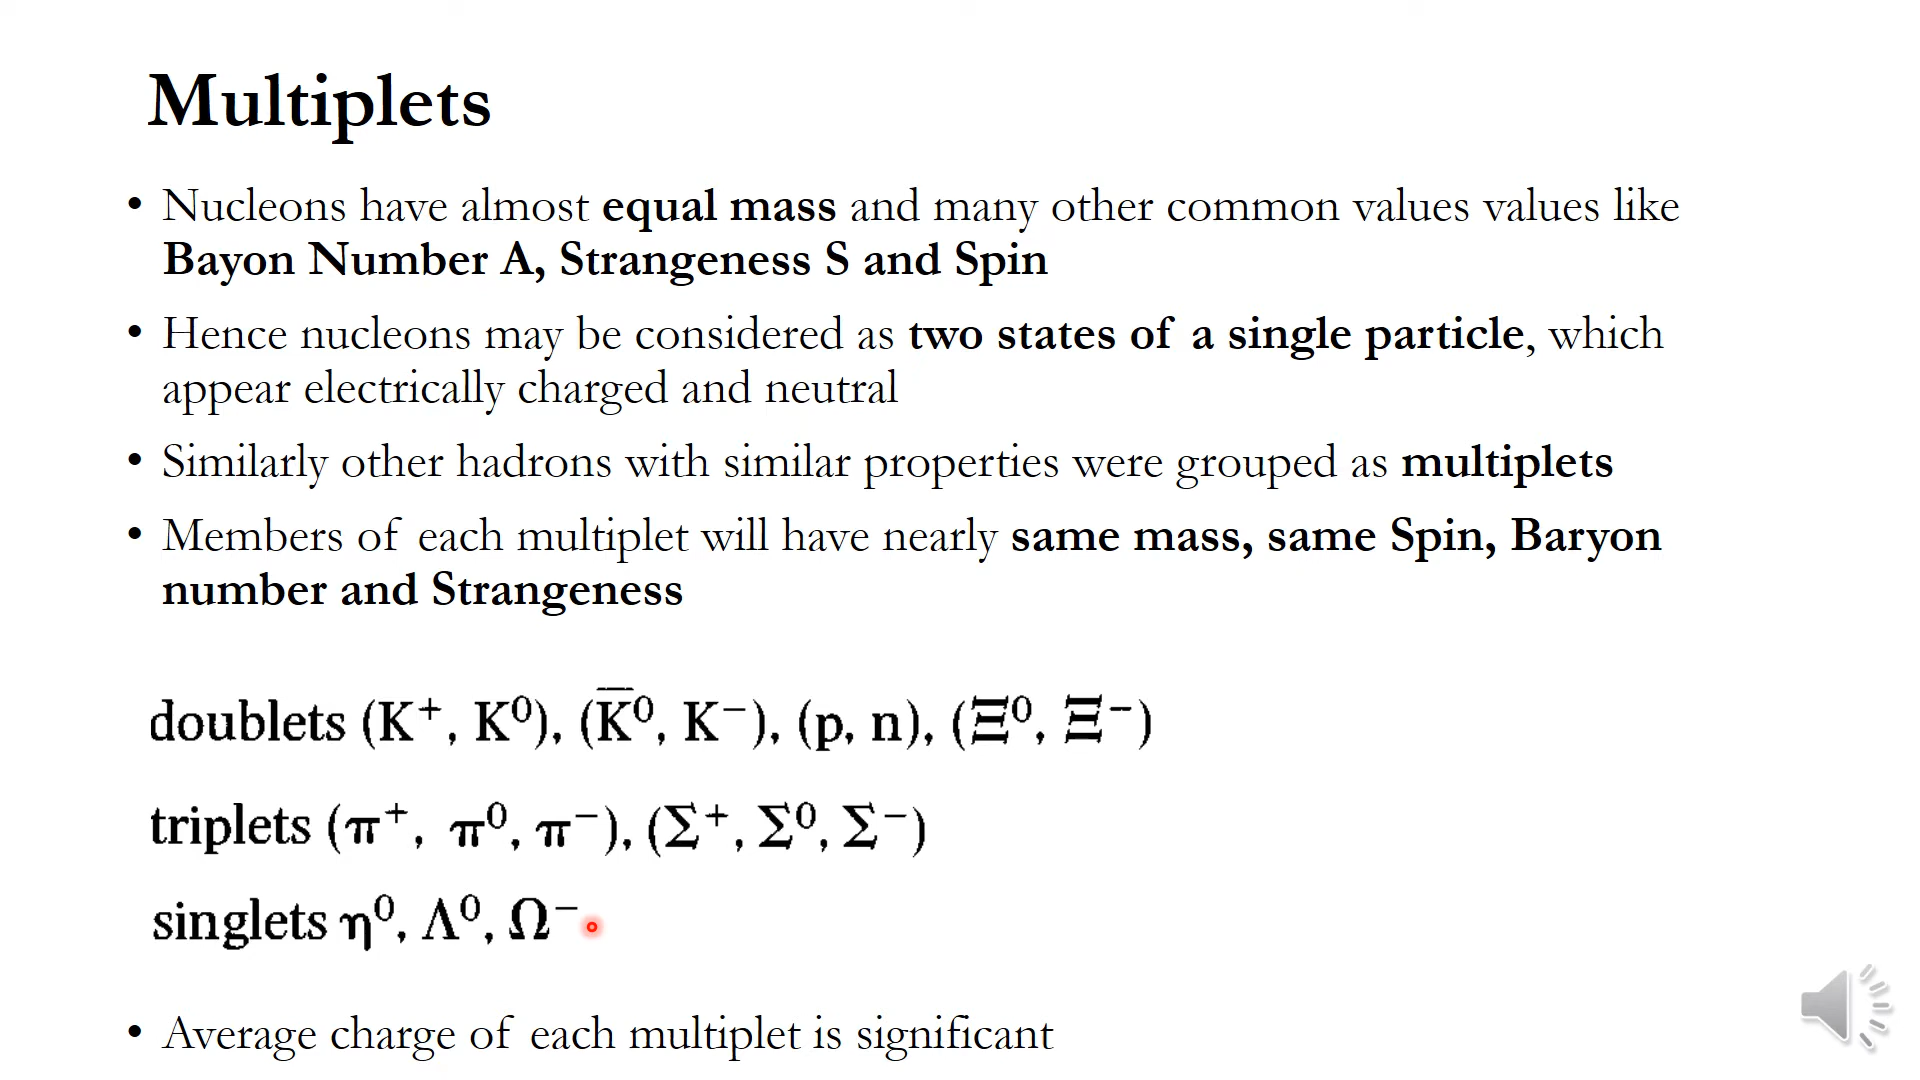 Multiplets
• Nucleons have almost equal mass and many other common values values like
Bayon Number A, Strangeness S and Spin
• Hence nucleons may be considered as two states of a single particle, which
appear electrically charged and neutral
• Similarly other hadrons with similar properties were grouped as multiplets
• Members of each multiplet will have nearly same mass, same Spin, Baryon
number and Strangeness
doublets (K⁺, K⁰), (K̅⁰, K⁻), (p, n), (Ξ⁰, Ξ⁻)
triplets (π⁺, π⁰, π⁻), (Σ⁺, Σ⁰, Σ⁻)
singlets η⁰, Λ⁰, Ω⁻
• Average charge of each multiplet is significant